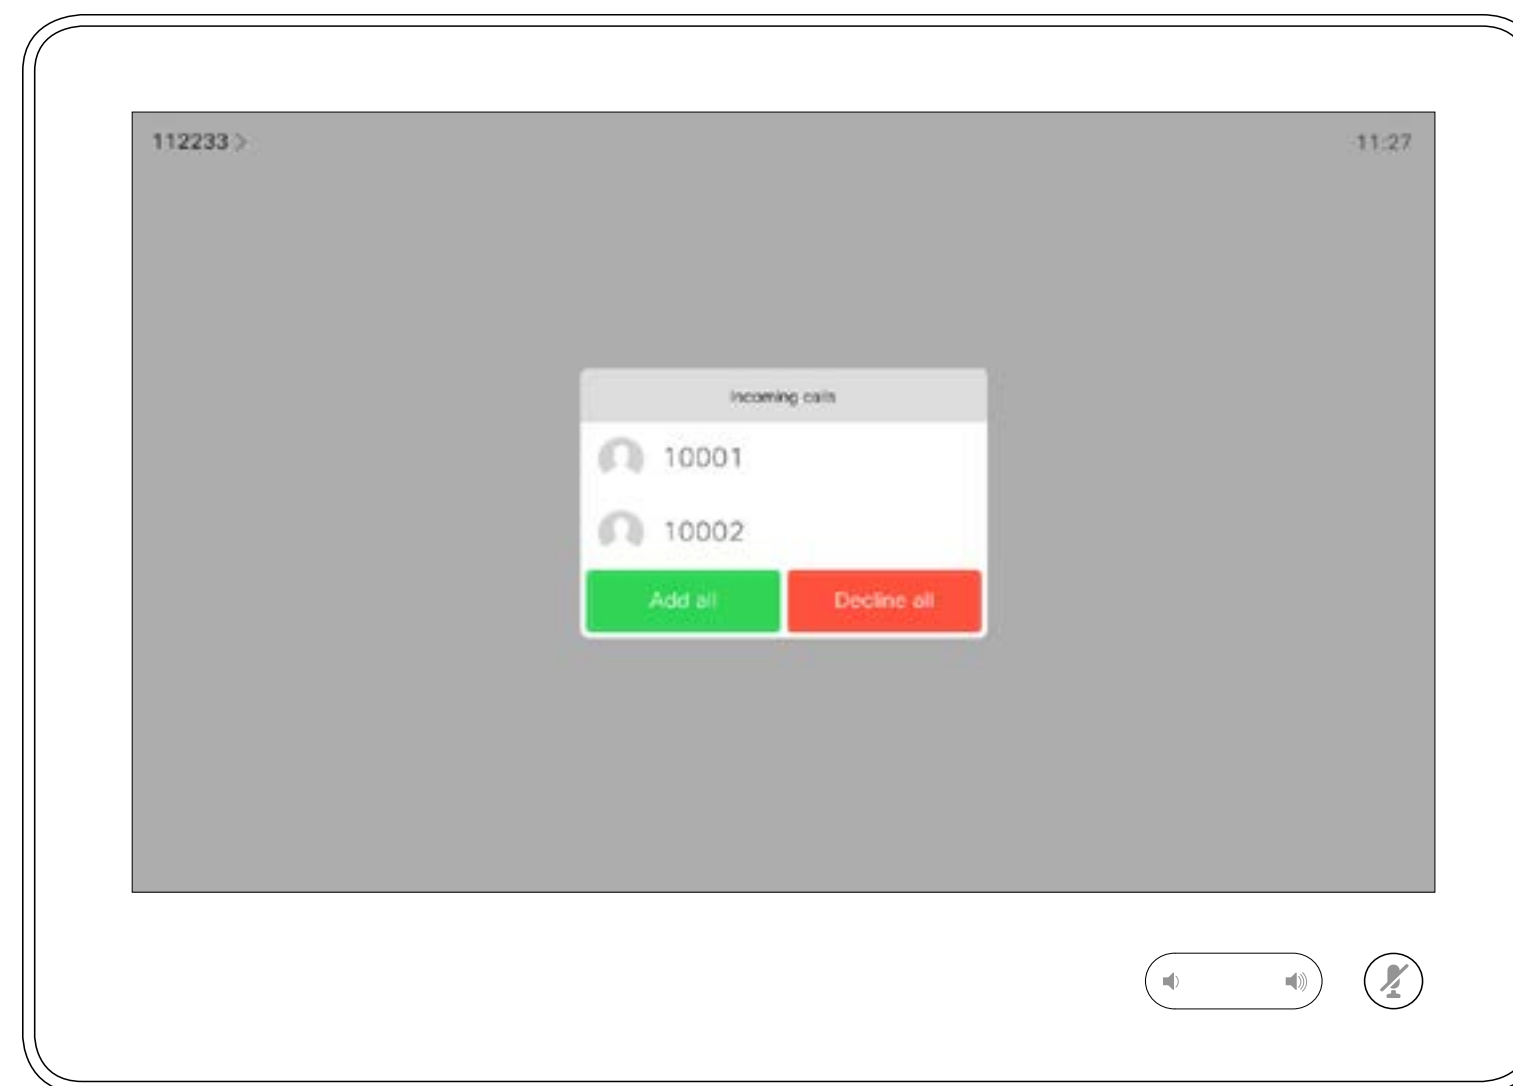 112233 >
11:27
Incoming calls
10001
10002
Add all
Decline all